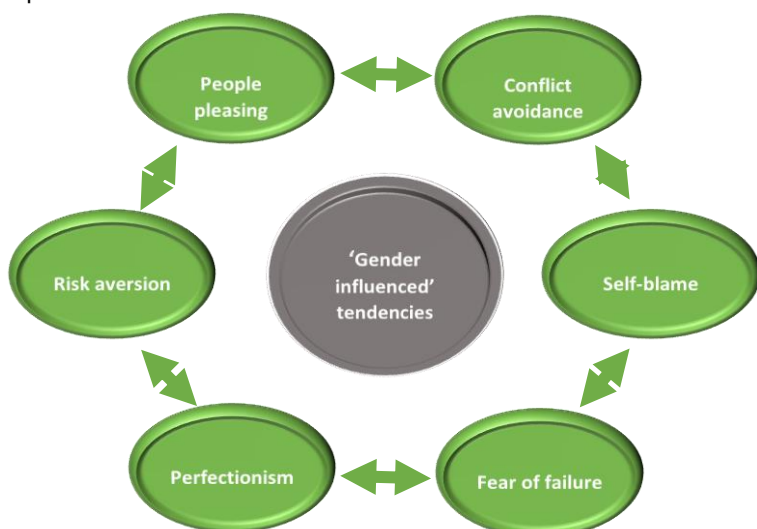 People
pleasing
Conflict
avoidance
Risk aversion
‘Gender
influenced’
tendencies
Self-blame
Perfectionism
Fear of failure